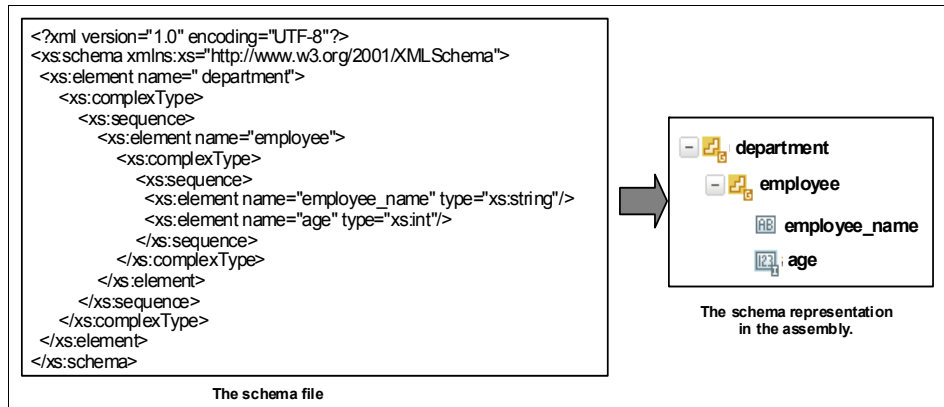 <?xml version="1.0" encoding="UTF-8"?>
<xs:schema xmlns:xs="http://www.w3.org/2001/XMLSchema">
<xs:element name=" department">
<xs:complexType>
<xs:sequence>
<xs:element name="employee">
<xs:complexType>
<xs:sequence>
<xs:element name="employee_name" type="xs:string"/>
<xs:element name="age" type="xs:int"/>
</xs:sequence>
</xs:complexType>
</xs:element>
</xs:sequence>
</xs:complexType>
</xs:element>
</xs:schema>
The schema file
G department
G employee
AB employee_name
123 age
The schema representation
in the assembly.